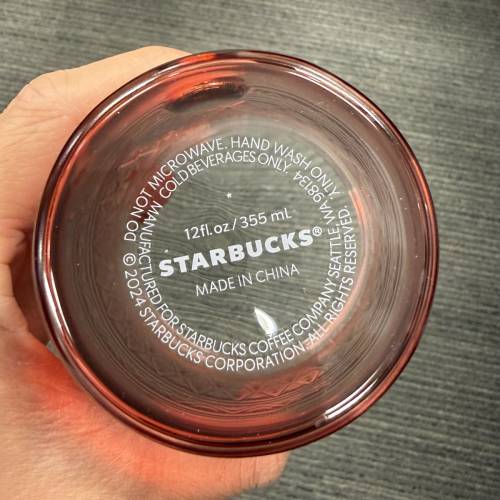 DO NOT MICROWAVE. HAND WASH ONLY.
COLD BEVERAGES ONLY.
MANUFACTURED FOR STARBUCKS COFFEE COMPANY SEATTLE, WA 98134
© 2024 STARBUCKS CORPORATION. ALL RIGHTS RESERVED.
12fl.oz/355 mL
STARBUCKS®
MADE IN CHINA